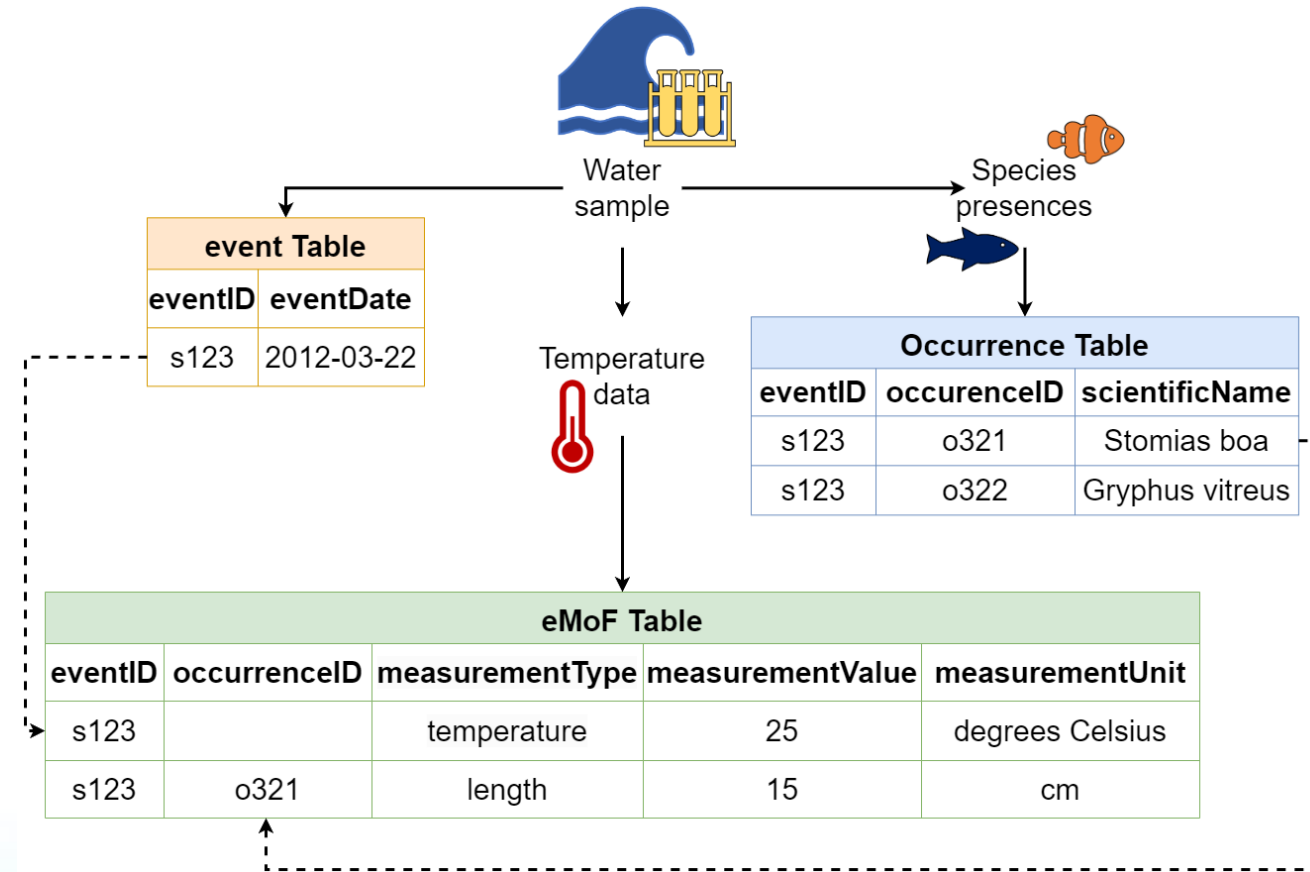 Water
sample
Species
presences
event Table
eventID eventDate
s123 2012-03-22
Temperature
data
Occurrence Table
eventID occurenceID scientificName
s123 o321 Stomias boa
s123 o322 Gryphus vitreus
eMoF Table
eventID occurrenceID measurementType measurementValue measurementUnit
s123 temperature 25 degrees Celsius
s123 o321 length 15 cm